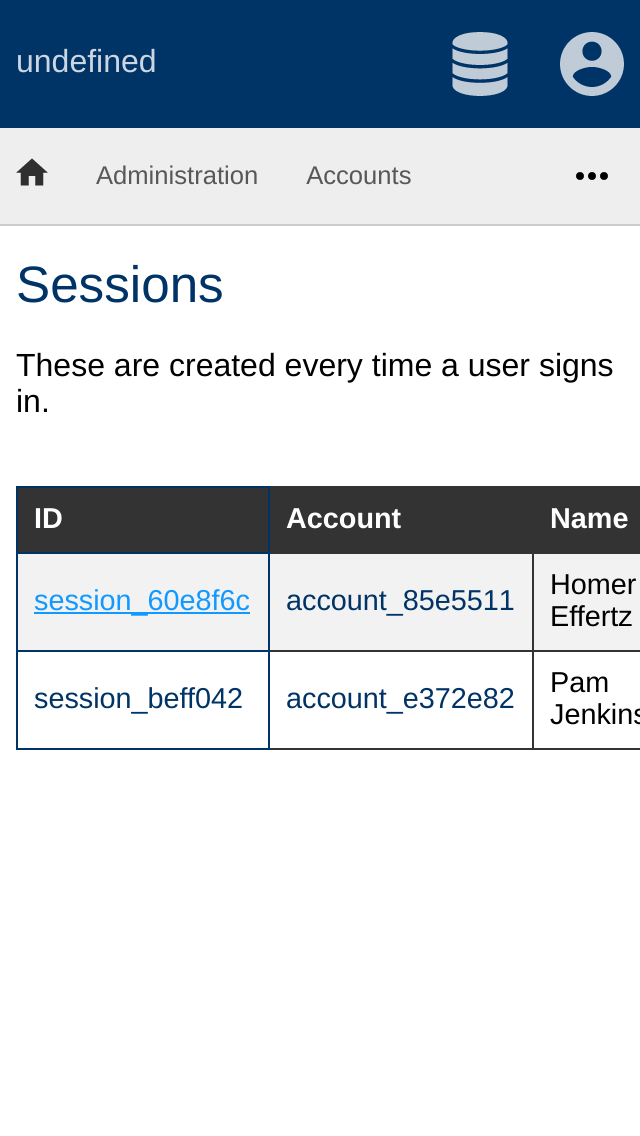 undefined
Administration Accounts
Sessions
These are created every time a user signs
in.
ID Account Name
session_60e8f6c account_85e5511 Homer Effertz
session_beff042 account_e372e82 Pam Jenkins